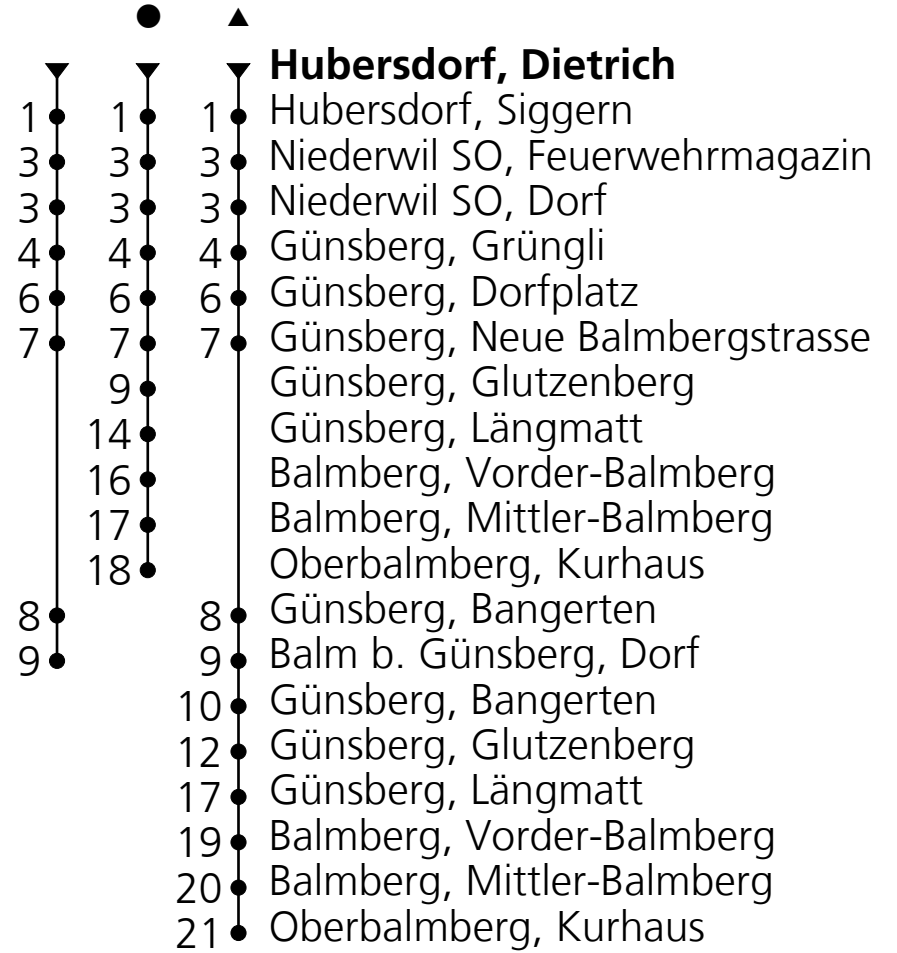 Hubersdorf, Dietrich
1 1 1 Hubersdorf, Siggern
3 3 3 Niederwil SO, Feuerwehrmagazin
3 3 3 Niederwil SO, Dorf
4 4 4 Günsberg, Grüngli
6 6 6 Günsberg, Dorfplatz
7 7 7 Günsberg, Neue Balmbergstrasse
9 Günsberg, Glutzenberg
14 Günsberg, Längmatt
16 Balmberg, Vorder-Balmberg
17 Balmberg, Mittler-Balmberg
18 Oberbalmberg, Kurhaus
8 8 Günsberg, Bangerten
9 9 Balm b. Günsberg, Dorf
10 Günsberg, Bangerten
12 Günsberg, Glutzenberg
17 Günsberg, Längmatt
19 Balmberg, Vorder-Balmberg
20 Balmberg, Mittler-Balmberg
21 Oberbalmberg, Kurhaus